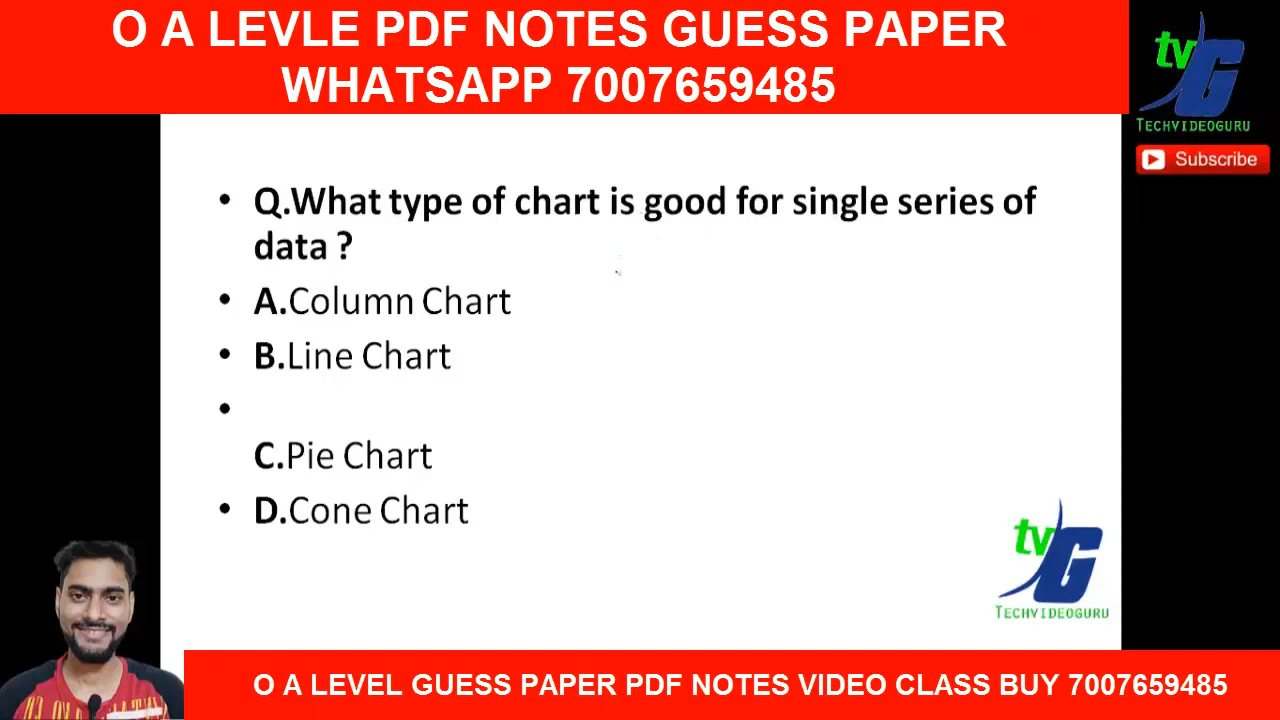 O A LEVLE PDF NOTES GUESS PAPER
WHATSAPP 7007659485
tvG
TECHVIDEOGURU
Subscribe
• Q.What type of chart is good for single series of
data ?
• A.Column Chart
• B.Line Chart
•
C.Pie Chart
• D.Cone Chart
tvG
TECHVIDEOGURU
O A LEVEL GUESS PAPER PDF NOTES VIDEO CLASS BUY 7007659485